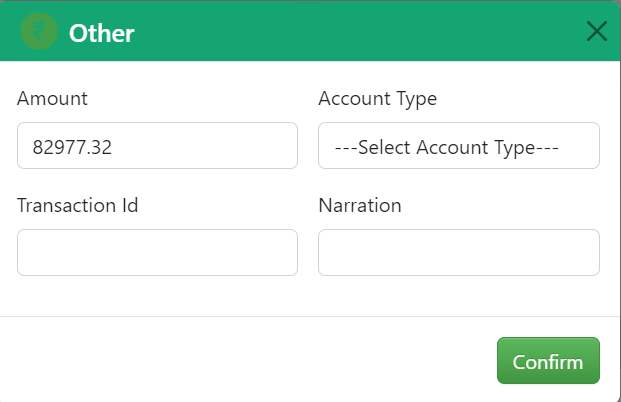 ₹ Other
Amount
Account Type
82977.32
---Select Account Type---
Transaction Id
Narration
Confirm